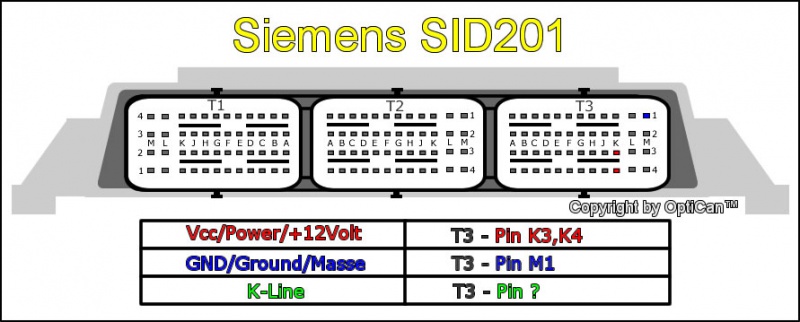 Siemens SID201
T1 T2 T3
4 1 1
3 2 2
M L K J H G F E D C B A A B C D E F G H J K L M A B C D E F G H J K L M
2 3 3
1 4 4
Copyright by OptiCan™
Vcc/Power/+12Volt T3 - Pin K3,K4
GND/Ground/Masse T3 - Pin M1
K-Line T3 - Pin ?